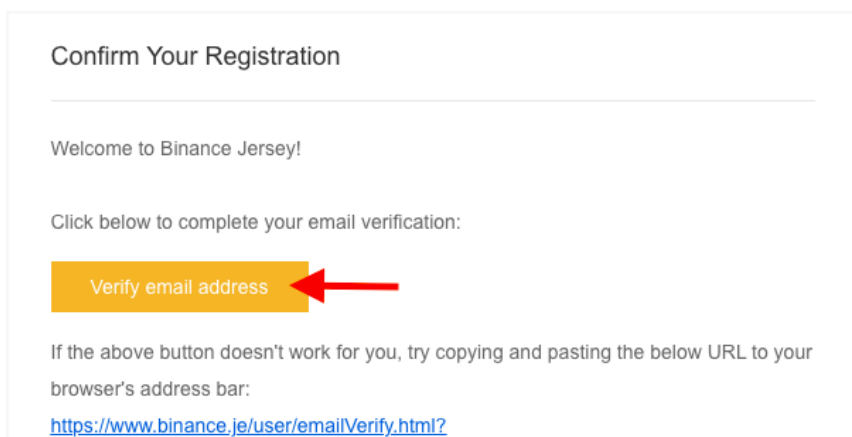 Confirm Your Registration
Welcome to Binance Jersey!
Click below to complete your email verification:
Verify email address
If the above button doesn't work for you, try copying and pasting the below URL to your
browser's address bar:
https://www.binance.je/user/emailVerify.html?